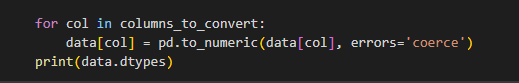 for col in columns_to_convert:
    data[col] = pd.to_numeric(data[col], errors='coerce')
print(data.dtypes)